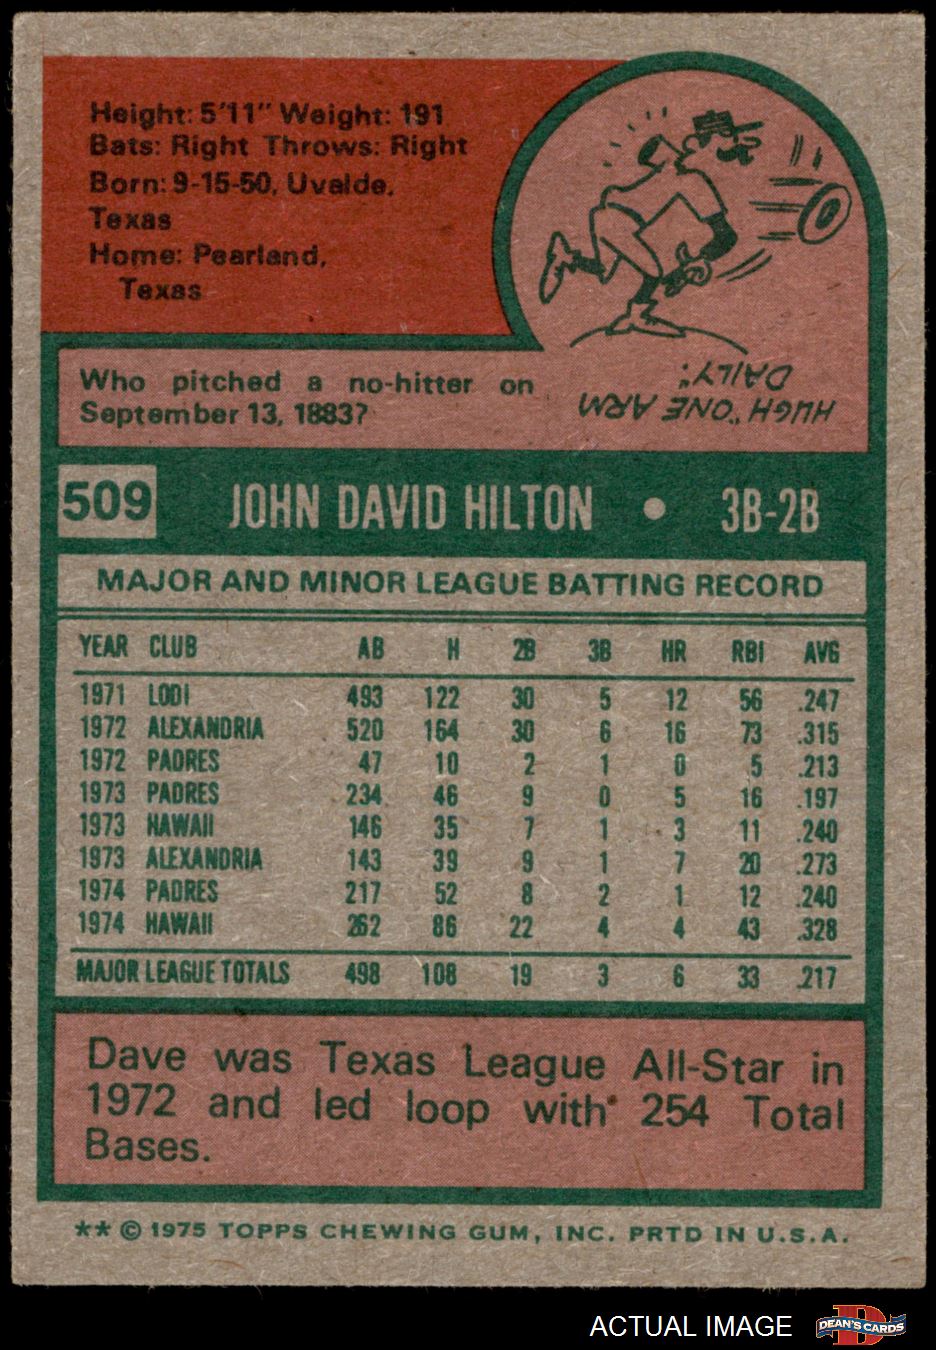 Height: 5'11" Weight: 191
Bats: Right Throws: Right
Born: 9-15-50, Uvalde,
Texas
Home: Pearland,
Texas
Who pitched a no-hitter on
September 13, 1883?
HUGH "ONE ARM
DAILY."
509 JOHN DAVID HILTON • 3B-2B
MAJOR AND MINOR LEAGUE BATTING RECORD
YEAR CLUB AB H 2B 3B HR RBI AVG
1971 LODI 493 122 30 5 12 56 .247
1972 ALEXANDRIA 520 164 30 6 16 73 .315
1972 PADRES 47 10 2 1 0 5 .213
1973 PADRES 234 46 9 0 5 16 .197
1973 HAWAII 146 35 7 1 3 11 .240
1973 ALEXANDRIA 143 39 9 1 7 20 .273
1974 PADRES 217 52 8 2 1 12 .240
1974 HAWAII 262 86 22 4 4 43 .328
MAJOR LEAGUE TOTALS 498 108 19 3 6 33 .217
Dave was Texas League All-Star in
1972 and led loop with 254 Total
Bases.
** © 1975 TOPPS CHEWING GUM, INC. PRTD IN U.S.A.
ACTUAL IMAGE
DEAN'S CARDS